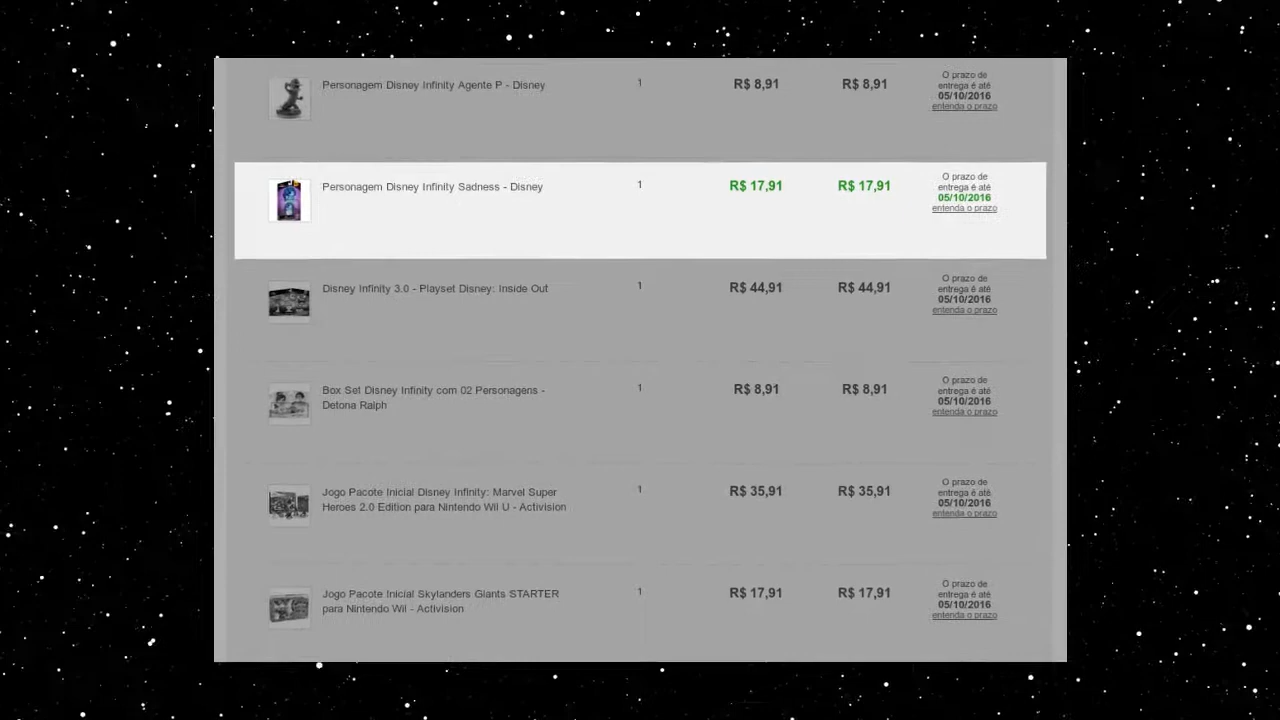 Personagem Disney Infinity Agente P - Disney 1 R$ 8,91 R$ 8,91 O prazo de
entrega é até
05/10/2016
entenda o prazo
Personagem Disney Infinity Sadness - Disney 1 R$ 17,91 R$ 17,91 O prazo de
entrega é até
05/10/2016
entenda o prazo
Disney Infinity 3.0 - Playset Disney: Inside Out 1 R$ 44,91 R$ 44,91 O prazo de
entrega é até
05/10/2016
entenda o prazo
Box Set Disney Infinity com 02 Personagens - 1 R$ 8,91 R$ 8,91 O prazo de
Detona Ralph entrega é até
05/10/2016
entenda o prazo
Jogo Pacote Inicial Disney Infinity: Marvel Super 1 R$ 35,91 R$ 35,91 O prazo de
Heroes 2.0 Edition para Nintendo Wii U - Activision entrega é até
05/10/2016
entenda o prazo
Jogo Pacote Inicial Skylanders Giants STARTER 1 R$ 17,91 R$ 17,91 O prazo de
para Nintendo Wii - Activision entrega é até
05/10/2016
entenda o prazo